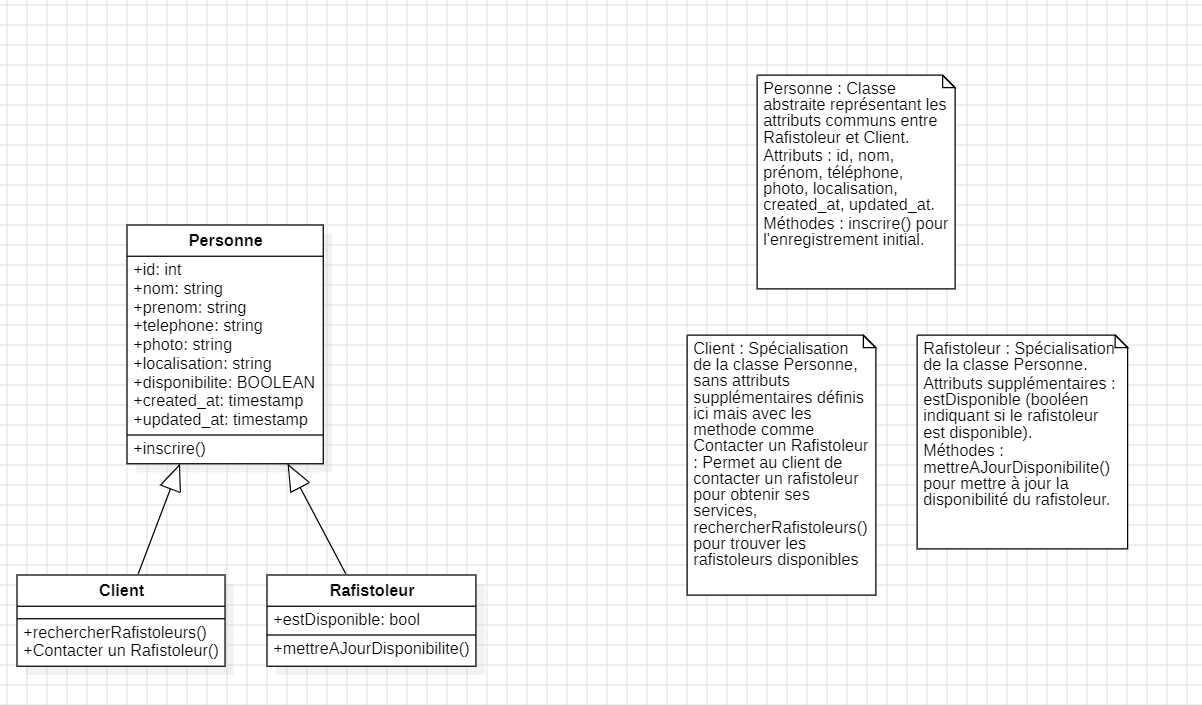 Personne
+id: int
+nom: string
+prenom: string
+telephone: string
+photo: string
+localisation: string
+disponibilite: BOOLEAN
+created_at: timestamp
+updated_at: timestamp
+inscrire()
Client
+rechercherRafistoleurs()
+Contacter un Rafistoleur()
Rafistoleur
+estDisponible: bool
+mettreAJourDisponibilite()
Personne : Classe
abstraite représentant les
attributs communs entre
Rafistoleur et Client.
Attributs : id, nom,
prénom, téléphone,
photo, localisation,
created_at, updated_at.
Méthodes : inscrire() pour
l'enregistrement initial.
Client : Spécialisation
de la classe Personne,
sans attributs
supplémentaires définis
ici mais avec les
methode comme
Contacter un Rafistoleur
: Permet au client de
contacter un rafistoleur
pour obtenir ses
services,
rechercherRafistoleurs()
pour trouver les
rafistoleurs disponibles
Rafistoleur : Spécialisation
de la classe Personne.
Attributs supplémentaires :
estDisponible (booléen
indiquant si le rafistoleur
est disponible).
Méthodes :
mettreAJourDisponibilite()
pour mettre à jour la
disponibilité du rafistoleur.